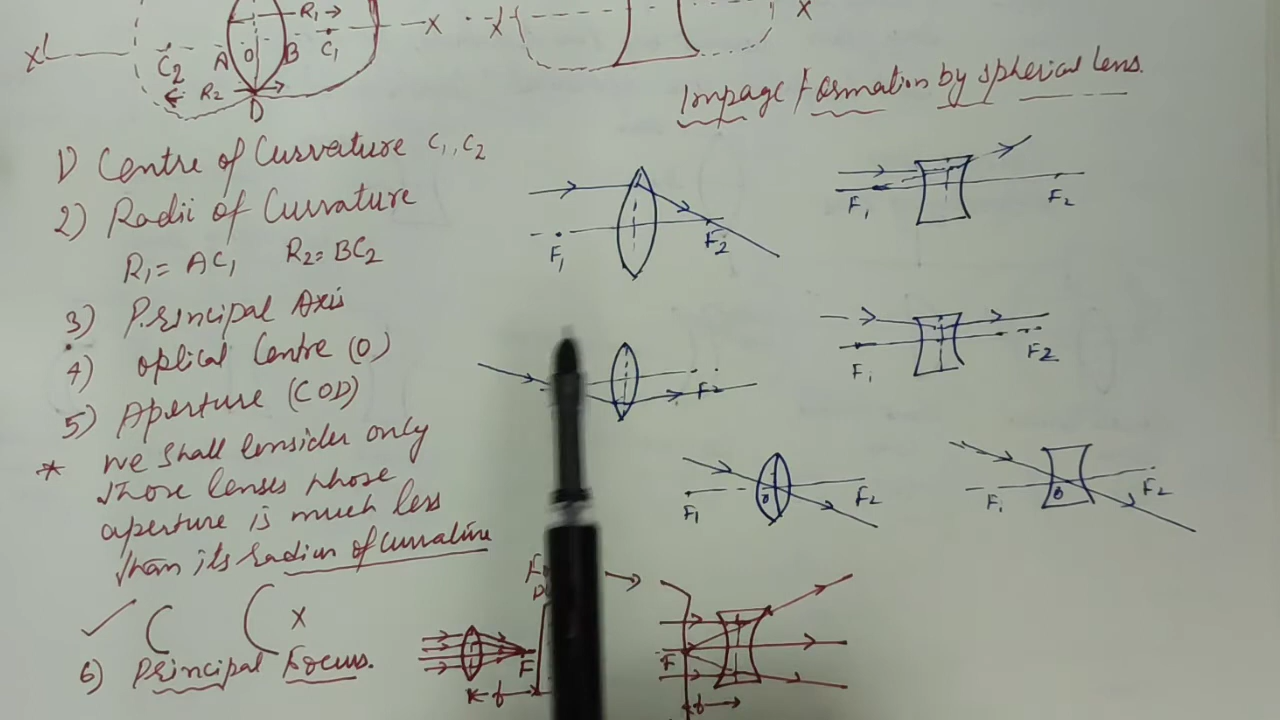 R₁
X
X
X
X'
C₂
A
O
B
C₁
R₂
D
Impage Formation by spherical lens.
1) Centre of Curvature C₁, C₂
2) Radii of Curvature
R₁ = AC₁ R₂ = BC₂
3) Principal Axis
4) optical Centre (O)
5) Aperture (COD)
* we shall Consider only
those lenses whose
aperture is much less
than its radius of curvature
X
6) Principal Focus.
F₁
F₂
F₁
F₂
F₂
F₁
F₂
F₁
O
F₂
F₁
O
F₂
F
f
F
f